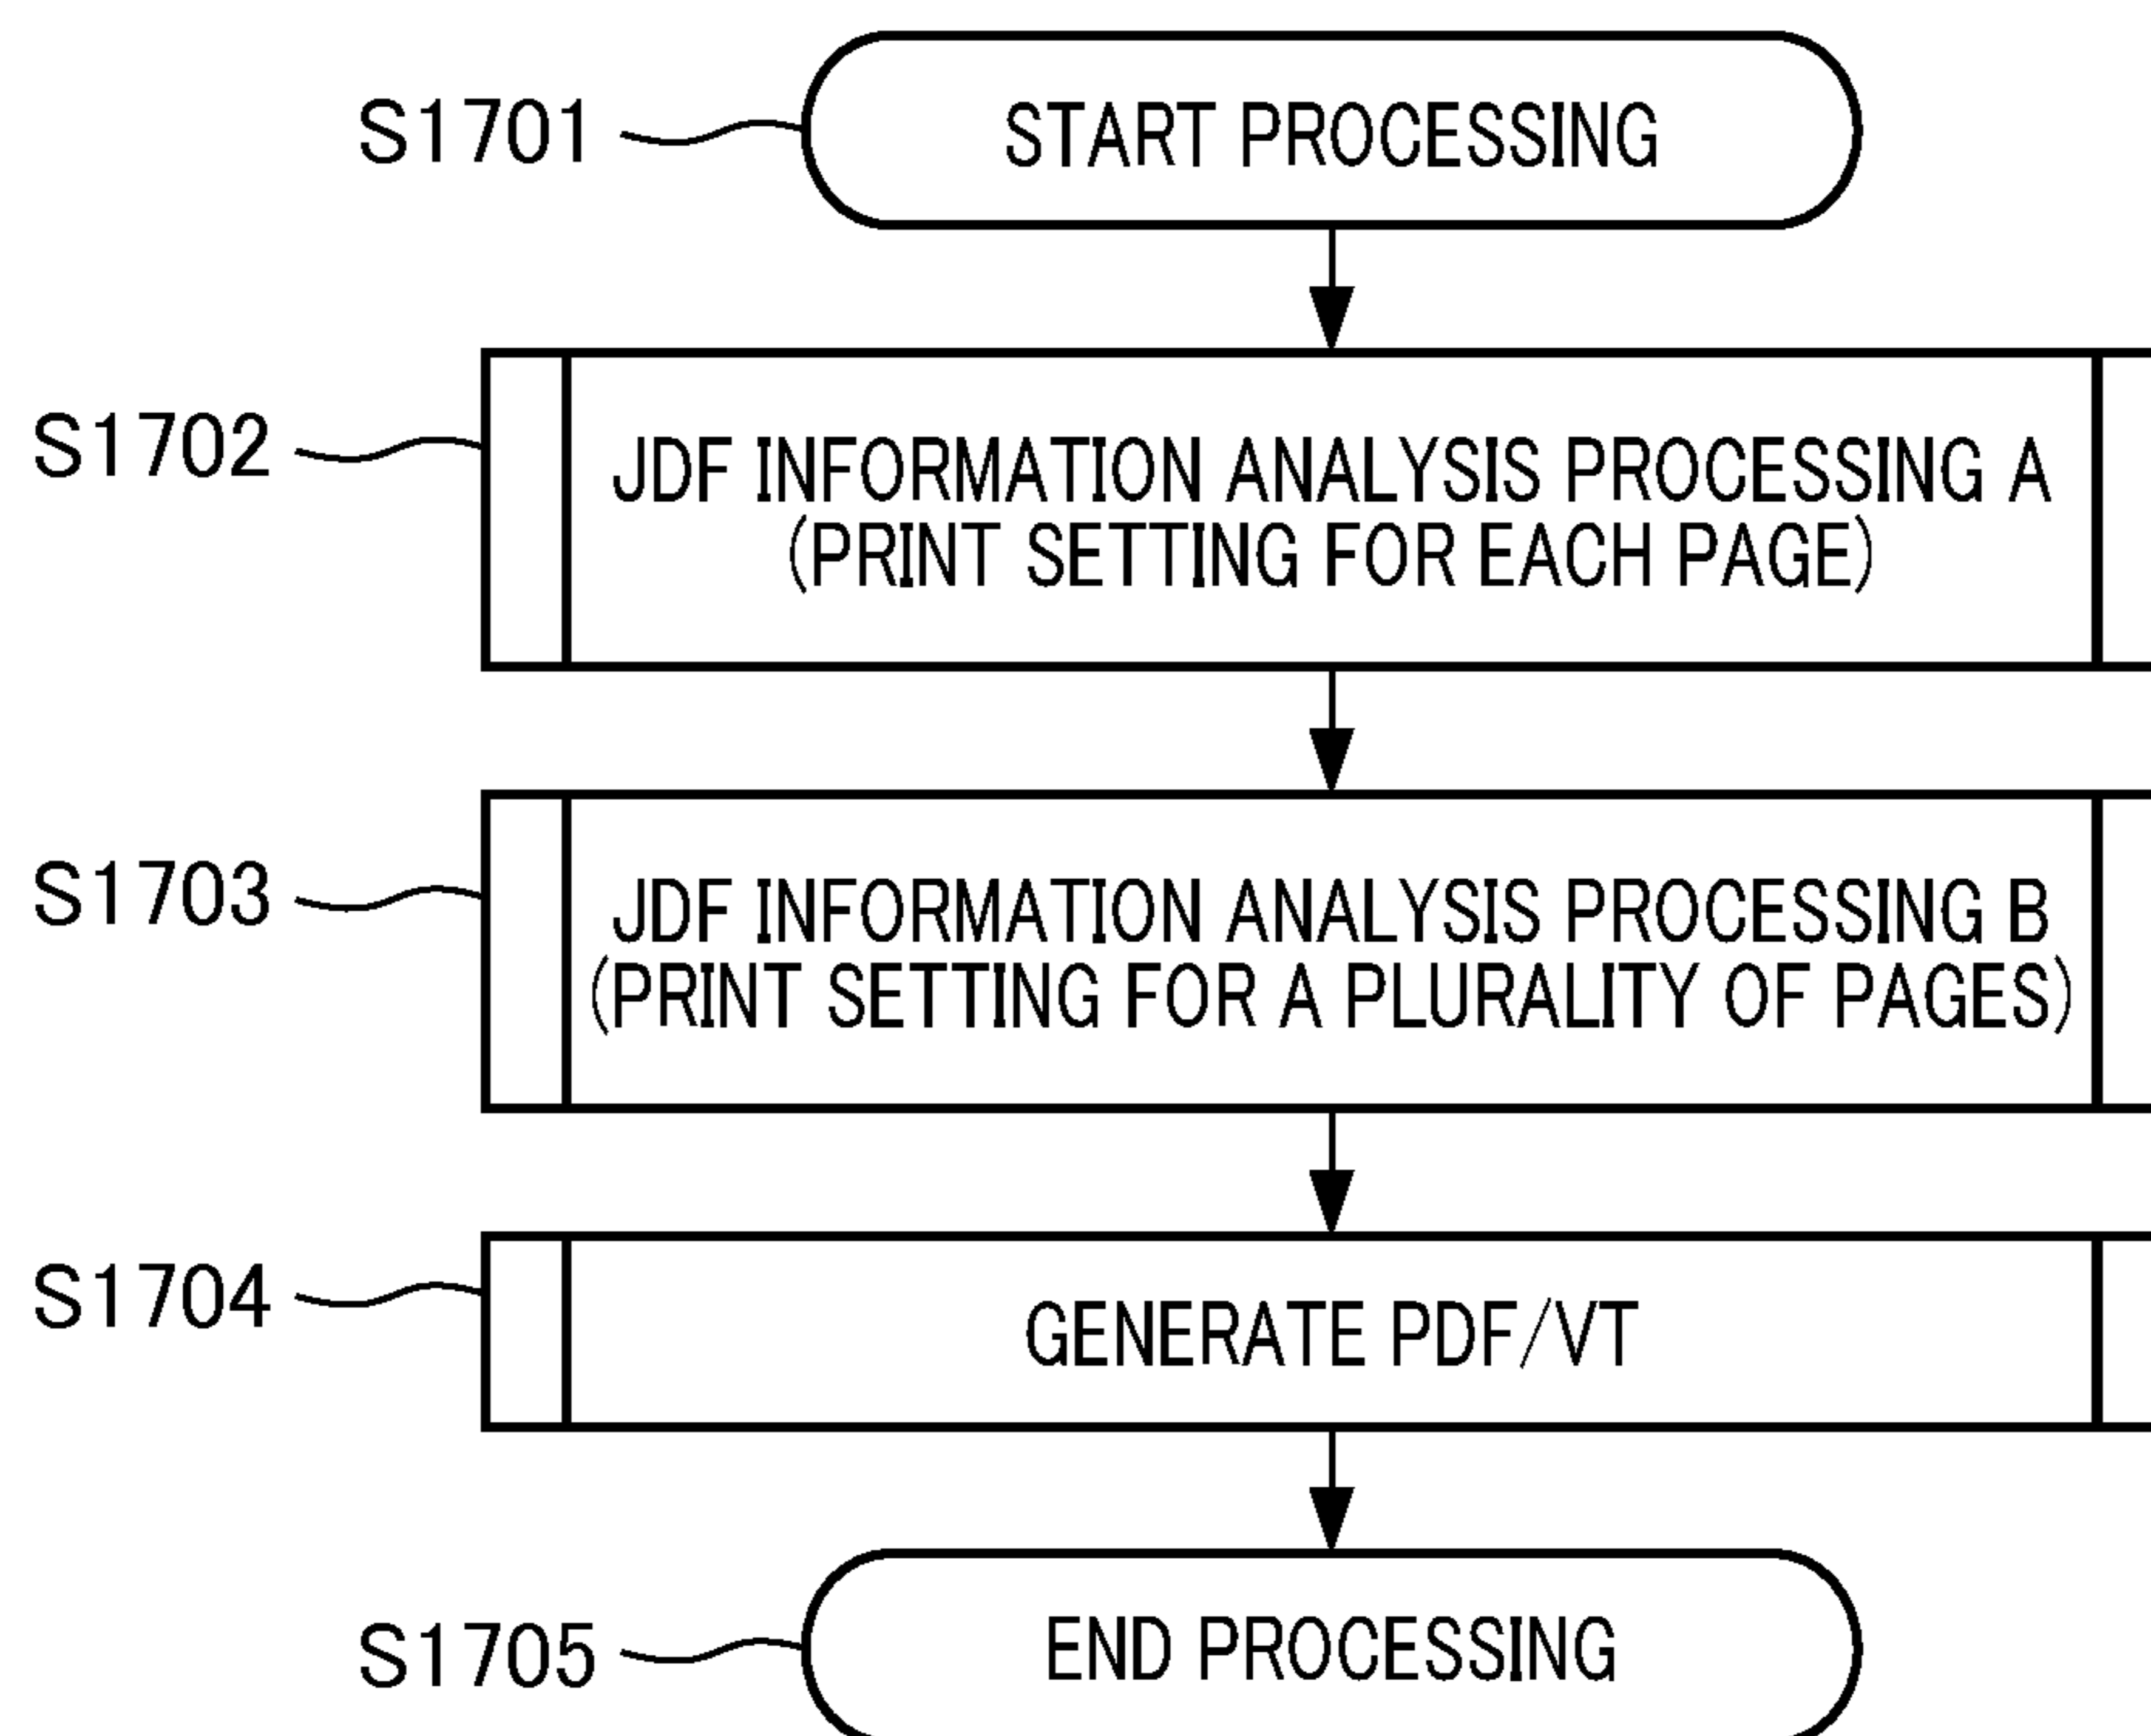 S1701
START PROCESSING
S1702
JDF INFORMATION ANALYSIS PROCESSING A
(PRINT SETTING FOR EACH PAGE)
S1703
JDF INFORMATION ANALYSIS PROCESSING B
(PRINT SETTING FOR A PLURALITY OF PAGES)
S1704
GENERATE PDF/VT
S1705
END PROCESSING